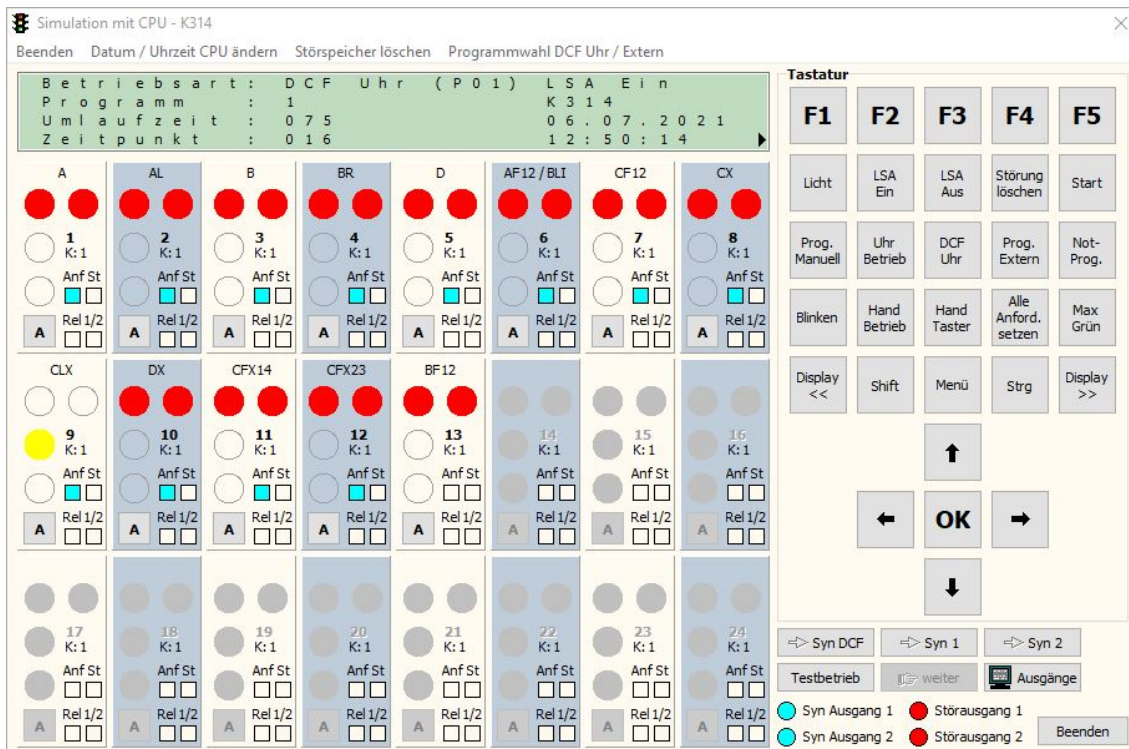 Simulation mit CPU - K314
Beenden Datum / Uhrzeit CPU ändern Störspeicher löschen Programmwahl DCF Uhr / Extern
Betriebsart: DCF Uhr (P01) LSA Ein
Programm : 1 K314
Umlaufzeit : 075 06.07.2021
Zeitpunkt : 016 12:50:14
A AL B BR D AF12 / BLI CF12 CX
1 2 3 4 5 6 7 8
K: 1 K: 1 K: 1 K: 1 K: 1 K: 1 K: 1 K: 1
Anf St Anf St Anf St Anf St Anf St Anf St Anf St Anf St
Rel 1/2 Rel 1/2 Rel 1/2 Rel 1/2 Rel 1/2 Rel 1/2 Rel 1/2 Rel 1/2
A A A A A A A A
CLX DX CFX14 CFX23 BF12
9 10 11 12 13 14 15 16
K: 1 K: 1 K: 1 K: 1 K: 1 K: 1 K: 1 K: 1
Anf St Anf St Anf St Anf St Anf St Anf St Anf St Anf St
Rel 1/2 Rel 1/2 Rel 1/2 Rel 1/2 Rel 1/2 Rel 1/2 Rel 1/2 Rel 1/2
A A A A A A A A
17 18 19 20 21 22 23 24
K: 1 K: 1 K: 1 K: 1 K: 1 K: 1 K: 1 K: 1
Anf St Anf St Anf St Anf St Anf St Anf St Anf St Anf St
Rel 1/2 Rel 1/2 Rel 1/2 Rel 1/2 Rel 1/2 Rel 1/2 Rel 1/2 Rel 1/2
A A A A A A A A
Tastatur
F1 F2 F3 F4 F5
Licht LSA Ein LSA Aus Störung löschen Start
Prog. Manuell Uhr Betrieb DCF Uhr Prog. Extern Not- Prog.
Blinken Hand Betrieb Hand Taster Alle Anford. setzen Max Grün
Display << Shift Menü Strg Display >>
OK
Syn DCF Syn 1 Syn 2
Testbetrieb weiter Ausgänge
Syn Ausgang 1 Störausgang 1
Syn Ausgang 2 Störausgang 2 Beenden